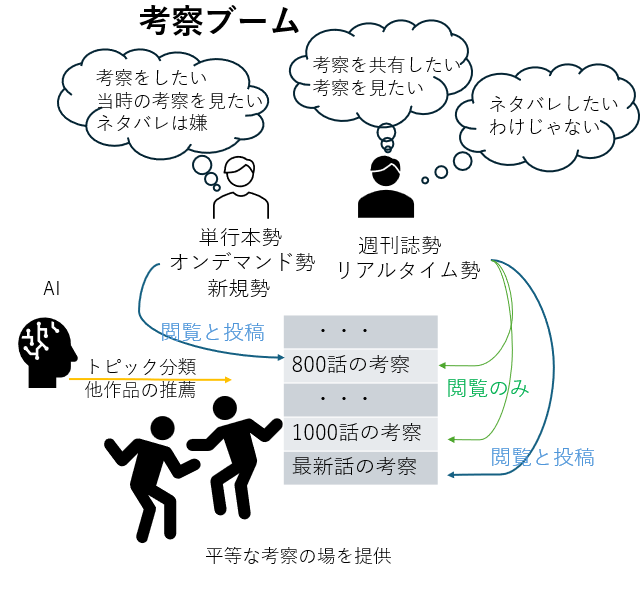 考察ブーム
考察をしたい
当時の考察を見たい
ネタバレは嫌
考察を共有したい
考察を見たい
ネタバレしたい
わけじゃない
単行本勢
オンデマンド勢
新規勢
週刊誌勢
リアルタイム勢
AI
閲覧と投稿
トピック分類
他作品の推薦
・・・
800話の考察
・・・
1000話の考察
最新話の考察
閲覧のみ
閲覧と投稿
平等な考察の場を提供